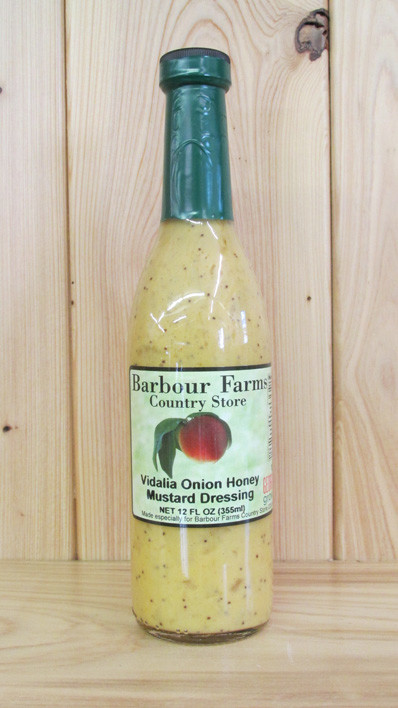 Barbour Farms
Country Store
Vidalia Onion Honey
Mustard Dressing
NET 12 FL OZ (355ml)
Made especially for Barbour Farms Country Store